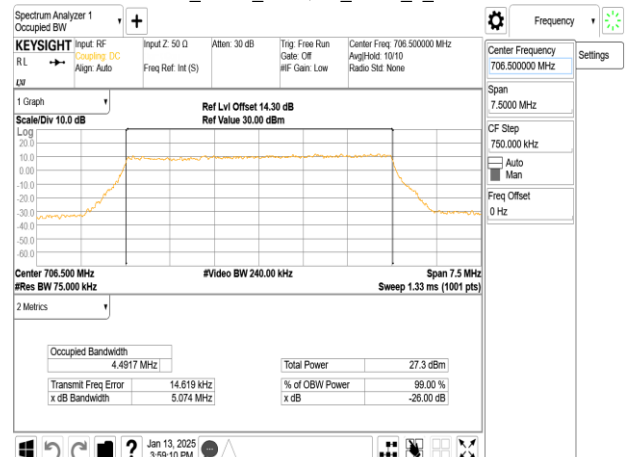 Spectrum Analyzer 1
Occupied BW
+
Frequency
KEYSIGHT
Input: RF
Input Z: 50 Ω
Atten: 30 dB
Trig: Free Run
Center Freq: 706.500000 MHz
RL
Coupling: DC
Gate: Off
Avg|Hold: 10/10
Align: Auto
Freq Ref: Int (S)
#IF Gain: Low
Radio Std: None
LXI
Center Frequency
706.500000 MHz
Settings
Span
7.5000 MHz
CF Step
750.000 kHz
Auto
Man
Freq Offset
0 Hz
1 Graph
Ref Lvl Offset 14.30 dB
Scale/Div 10.0 dB
Ref Value 30.00 dBm
Log
20.0
10.0
0.00
-10.0
-20.0
-30.0
-40.0
-50.0
-60.0
Center 706.500 MHz
#Video BW 240.00 kHz
Span 7.5 MHz
#Res BW 75.000 kHz
Sweep 1.33 ms (1001 pts)
2 Metrics
Occupied Bandwidth
4.4917 MHz
Total Power
27.3 dBm
Transmit Freq Error
14.619 kHz
% of OBW Power
99.00 %
x dB Bandwidth
5.074 MHz
x dB
-26.00 dB
?
Jan 13, 2025
3:59:10 PM